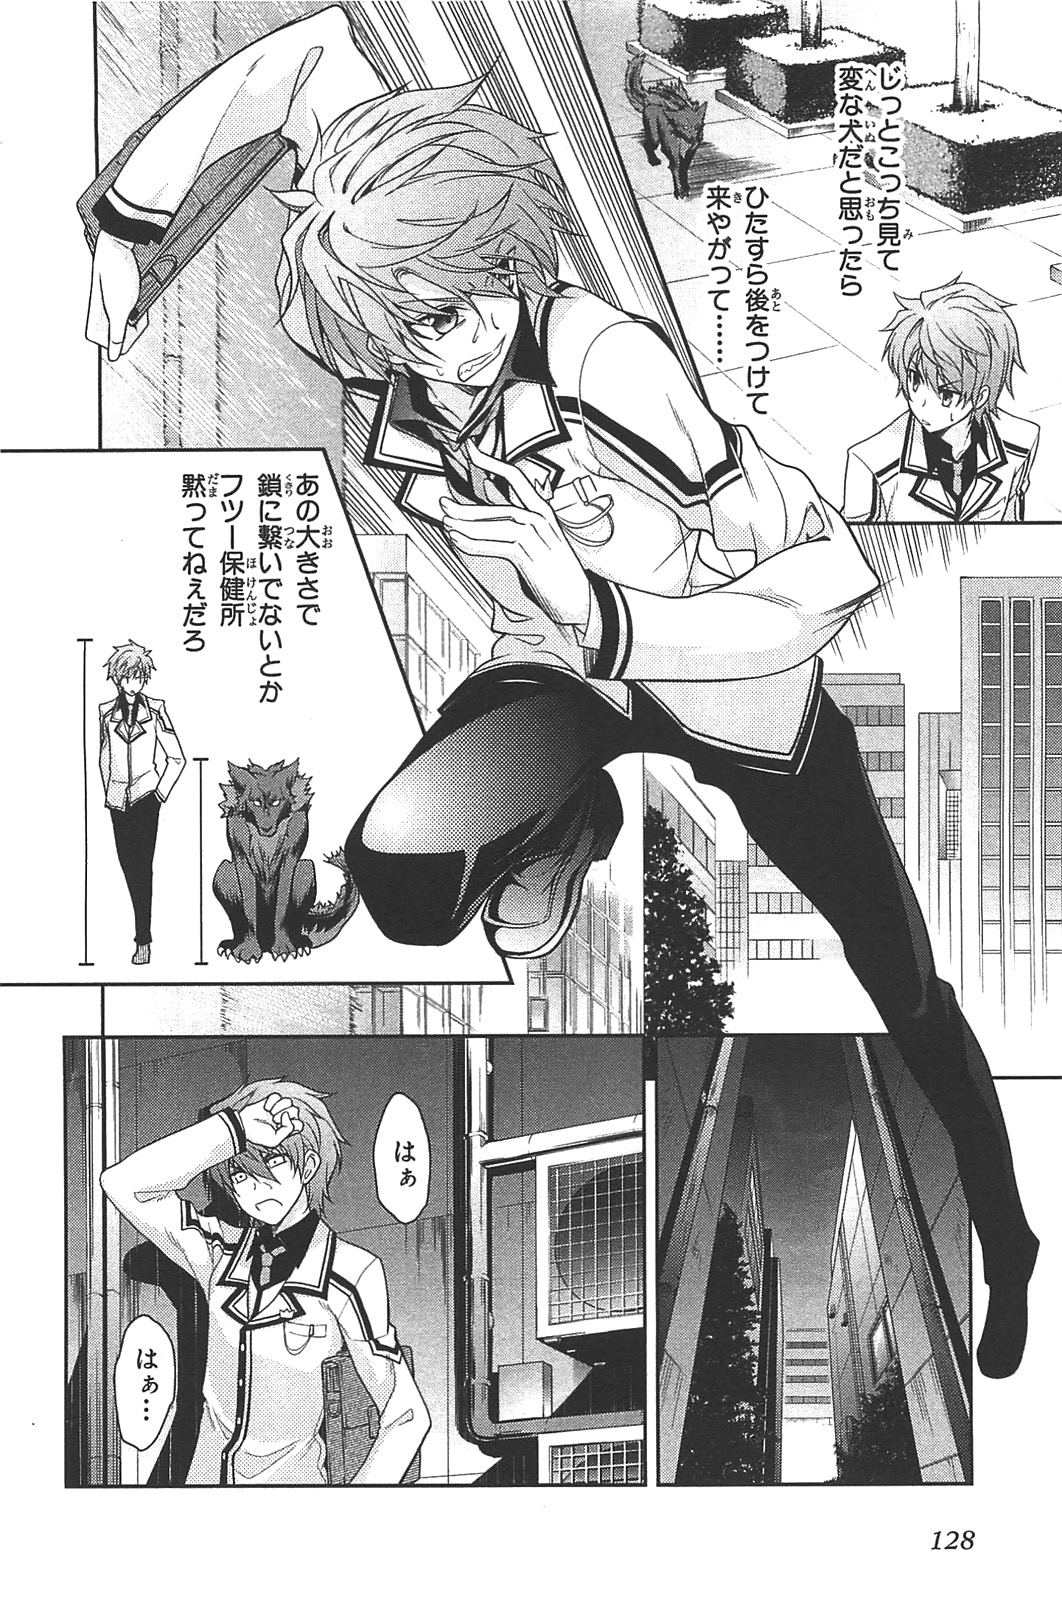 じっとこっち見て
変な犬だと思ったら
ひたすら後をつけて
来やがって……
あの大きさで
鎖に繋いでないとか
フツー保健所
黙ってねぇだろ
はぁ
はぁ…
128